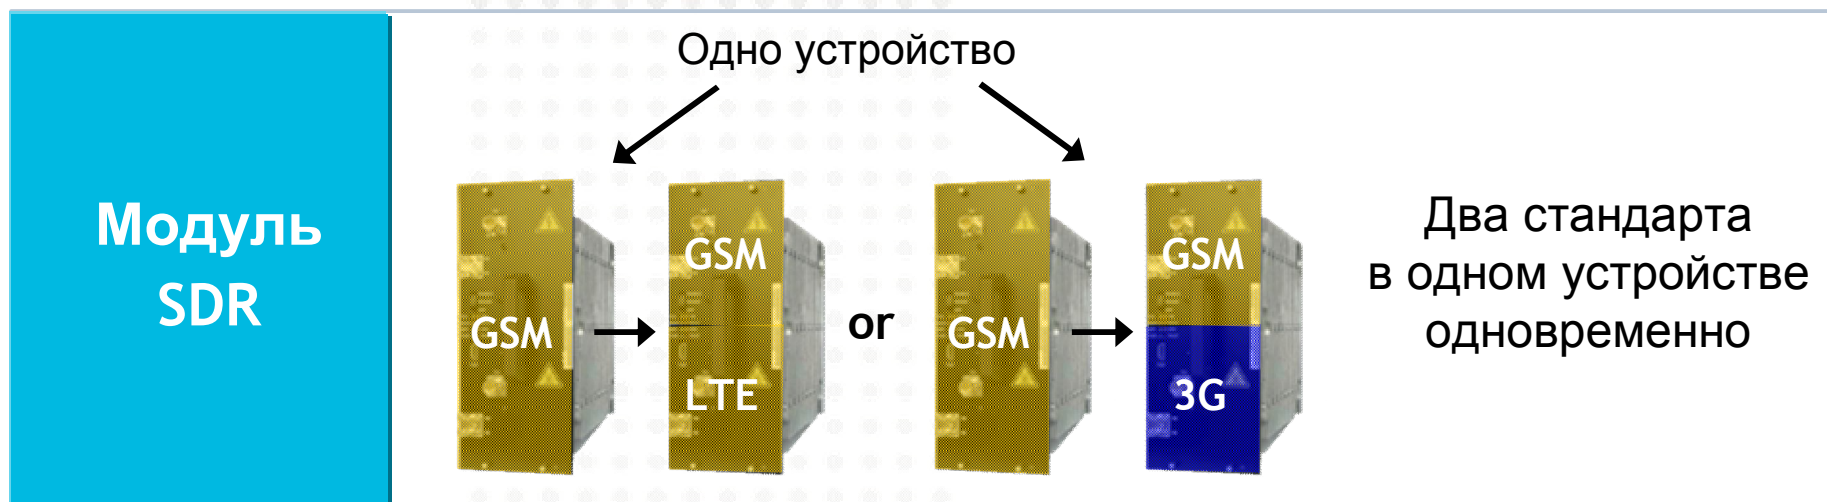 Одно устройство
Модуль
SDR
GSM
GSM
LTE
or
GSM
GSM
3G
Два стандарта
в одном устройстве
одновременно